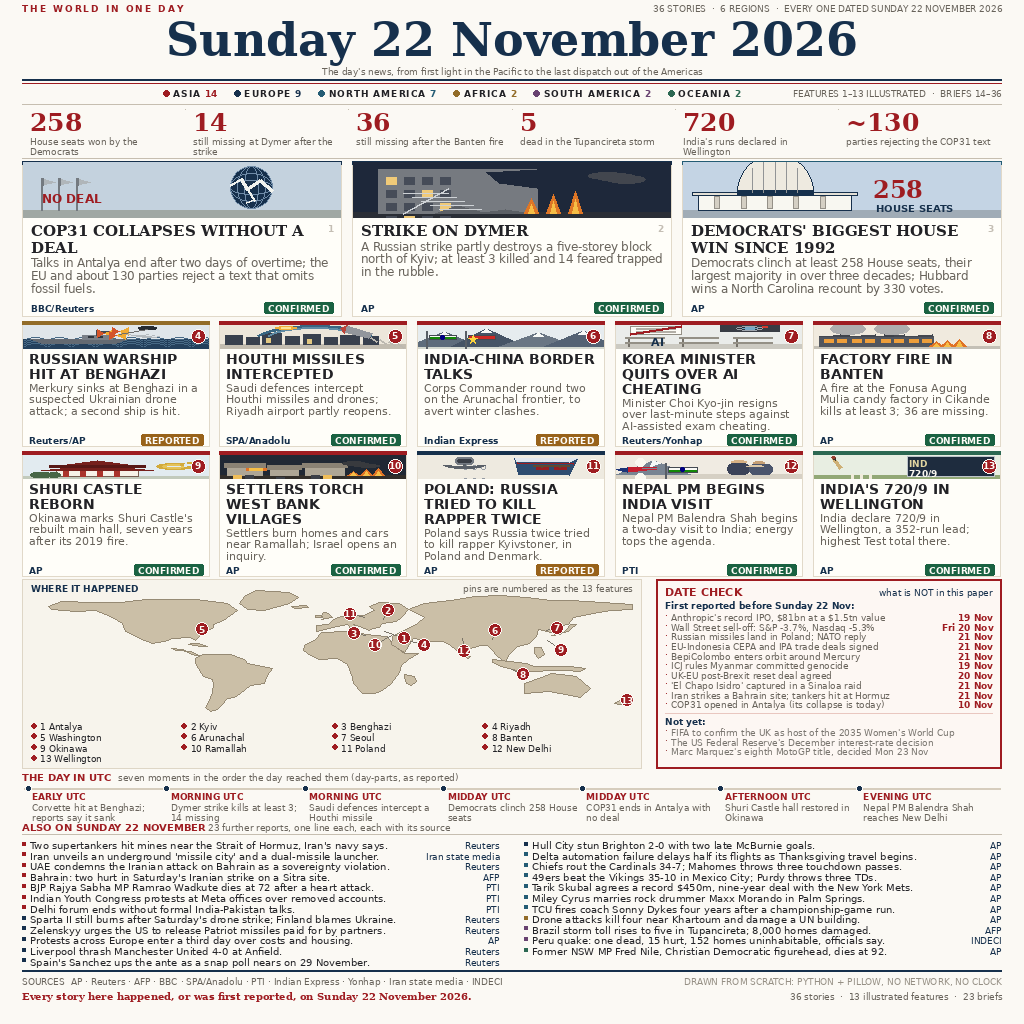 THE WORLD IN ONE DAY
36 STORIES · 6 REGIONS · EVERY ONE DATED SUNDAY 22 NOVEMBER 2026
Sunday 22 November 2026
The day's news, from first light in the Pacific to the last dispatch out of the Americas
ASIA 14 EUROPE 9 NORTH AMERICA 7 AFRICA 2 SOUTH AMERICA 2 OCEANIA 2 FEATURES 1–13 ILLUSTRATED · BRIEFS 14–36
258
House seats won by the
Democrats
14
still missing at Dymer after the
strike
36
still missing after the Banten fire
5
dead in the Tupancireta storm
720
India's runs declared in
Wellington
~130
parties rejecting the COP31 text
NO DEAL
COP31 COLLAPSES WITHOUT A 1
DEAL
Talks in Antalya end after two days of overtime; the
EU and about 130 parties reject a text that omits
fossil fuels.
BBC/Reuters CONFIRMED
STRIKE ON DYMER 2
A Russian strike partly destroys a five-storey block
north of Kyiv; at least 3 killed and 14 feared trapped
in the rubble.
AP CONFIRMED
258
HOUSE SEATS
DEMOCRATS' BIGGEST HOUSE 3
WIN SINCE 1992
Democrats clinch at least 258 House seats, their
largest majority in over three decades; Hubbard
wins a North Carolina recount by 330 votes.
AP CONFIRMED
4
RUSSIAN WARSHIP
HIT AT BENGHAZI
Merkury sinks at Benghazi in a
suspected Ukrainian drone
attack; a second ship is hit.
Reuters/AP REPORTED
5
HOUTHI MISSILES
INTERCEPTED
Saudi defences intercept
Houthi missiles and drones;
Riyadh airport partly reopens.
SPA/Anadolu CONFIRMED
6
INDIA-CHINA BORDER
TALKS
Corps Commander round two
on the Arunachal frontier, to
avert winter clashes.
Indian Express REPORTED
AI
7
KOREA MINISTER
QUITS OVER AI
CHEATING
Minister Choi Kyo-jin resigns
over last-minute steps against
AI-assisted exam cheating.
Reuters/Yonhap CONFIRMED
8
FACTORY FIRE IN
BANTEN
A fire at the Fonusa Agung
Mulia candy factory in Cikande
kills at least 3; 36 are missing.
AP CONFIRMED
9
SHURI CASTLE
REBORN
Okinawa marks Shuri Castle's
rebuilt main hall, seven years
after its 2019 fire.
AP CONFIRMED
10
SETTLERS TORCH
WEST BANK
VILLAGES
Settlers burn homes and cars
near Ramallah; Israel opens an
inquiry.
AP CONFIRMED
11
POLAND: RUSSIA
TRIED TO KILL
RAPPER TWICE
Poland says Russia twice tried
to kill rapper Kyivstoner, in
Poland and Denmark.
AP REPORTED
12
NEPAL PM BEGINS
INDIA VISIT
Nepal PM Balendra Shah begins
a two-day visit to India; energy
tops the agenda.
PTI CONFIRMED
IND
720/9
13
INDIA'S 720/9 IN
WELLINGTON
India declare 720/9 in
Wellington, a 352-run lead;
highest Test total there.
AP CONFIRMED
WHERE IT HAPPENED pins are numbered as the 13 features
11 2 5 3 1 4 10 6 7 12 9 8 13
1 Antalya 2 Kyiv 3 Benghazi 4 Riyadh
5 Washington 6 Arunachal 7 Seoul 8 Banten
9 Okinawa 10 Ramallah 11 Poland 12 New Delhi
13 Wellington
DATE CHECK what is NOT in this paper
First reported before Sunday 22 Nov:
Anthropic's record IPO, $81bn at a $1.5tn value 19 Nov
Wall Street sell-off: S&P -3.7%, Nasdaq -5.3% Fri 20 Nov
Russian missiles land in Poland; NATO reply 21 Nov
EU-Indonesia CEPA and IPA trade deals signed 21 Nov
BepiColombo enters orbit around Mercury 21 Nov
ICJ rules Myanmar committed genocide 19 Nov
UK-EU post-Brexit reset deal agreed 20 Nov
'El Chapo Isidro' captured in a Sinaloa raid 21 Nov
Iran strikes a Bahrain site; tankers hit at Hormuz 21 Nov
COP31 opened in Antalya (its collapse is today) 10 Nov
Not yet:
FIFA to confirm the UK as host of the 2035 Women's World Cup
The US Federal Reserve's December interest-rate decision
Marc Marquez's eighth MotoGP title, decided Mon 23 Nov
THE DAY IN UTC seven moments in the order the day reached them (day-parts, as reported)
EARLY UTC
Corvette hit at Benghazi;
reports say it sank
MORNING UTC
Dymer strike kills at least 3;
14 missing
MORNING UTC
Saudi defences intercept a
Houthi missile
MIDDAY UTC
Democrats clinch 258 House
seats
MIDDAY UTC
COP31 ends in Antalya with
no deal
AFTERNOON UTC
Shuri Castle hall restored in
Okinawa
EVENING UTC
Nepal PM Balendra Shah
reaches New Delhi
ALSO ON SUNDAY 22 NOVEMBER 23 further reports, one line each, each with its source
Two supertankers hit mines near the Strait of Hormuz, Iran's navy says. Reuters
Iran unveils an underground 'missile city' and a dual-missile launcher. Iran state media
UAE condemns the Iranian attack on Bahrain as a sovereignty violation. Reuters
Bahrain: two hurt in Saturday's Iranian strike on a Sitra site. AFP
BJP Rajya Sabha MP Ramrao Wadkute dies at 72 after a heart attack. PTI
Indian Youth Congress protests at Meta offices over removed accounts. PTI
Delhi forum ends without formal India-Pakistan talks. PTI
Sparta II still burns after Saturday's drone strike; Finland blames Ukraine. Reuters
Zelenskyy urges the US to release Patriot missiles paid for by partners. Reuters
Protests across Europe enter a third day over costs and housing. AP
Liverpool thrash Manchester United 4-0 at Anfield. Reuters
Spain's Sanchez ups the ante as a snap poll nears on 29 November. Reuters
Hull City stun Brighton 2-0 with two late McBurnie goals. AP
Delta automation failure delays half its flights as Thanksgiving travel begins. AP
Chiefs rout the Cardinals 34-7; Mahomes throws three touchdown passes. AP
49ers beat the Vikings 35-10 in Mexico City; Purdy throws three TDs. AP
Tarik Skubal agrees a record $450m, nine-year deal with the New York Mets. AP
Miley Cyrus marries rock drummer Maxx Morando in Palm Springs. AP
TCU fires coach Sonny Dykes four years after a championship-game run. AP
Drone attacks kill four near Khartoum and damage a UN building. AP
Brazil storm toll rises to five in Tupancireta; 8,000 homes damaged. AFP
Peru quake: one dead, 15 hurt, 152 homes uninhabitable, officials say. INDECI
Former NSW MP Fred Nile, Christian Democratic figurehead, dies at 92. AP
SOURCES AP · Reuters · AFP · BBC · SPA/Anadolu · PTI · Indian Express · Yonhap · Iran state media · INDECI
DRAWN FROM SCRATCH: PYTHON + PILLOW, NO NETWORK, NO CLOCK
Every story here happened, or was first reported, on Sunday 22 November 2026.
36 stories · 13 illustrated features · 23 briefs